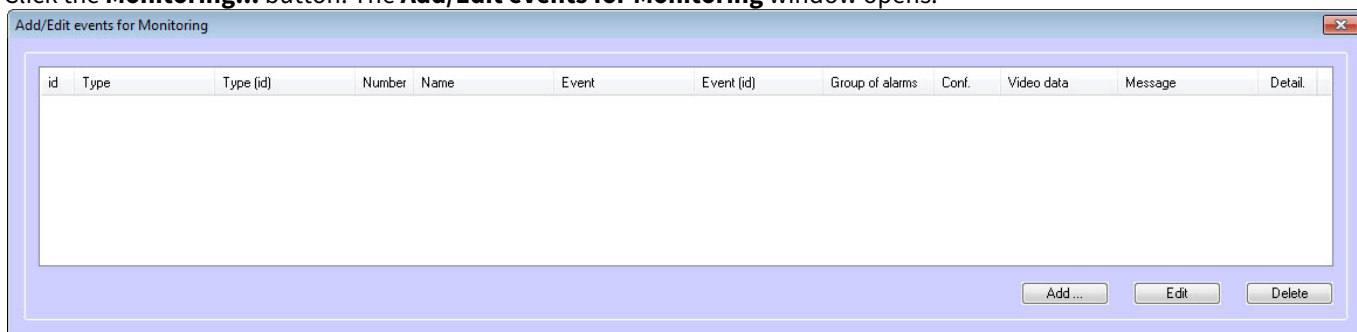 Click the Monitoring... button. The Add/Edit events for Monitoring window opens.
Add/Edit events for Monitoring
id Type Type (id) Number Name Event Event (id) Group of alarms Conf. Video data Message Detail.
Add ... Edit Delete